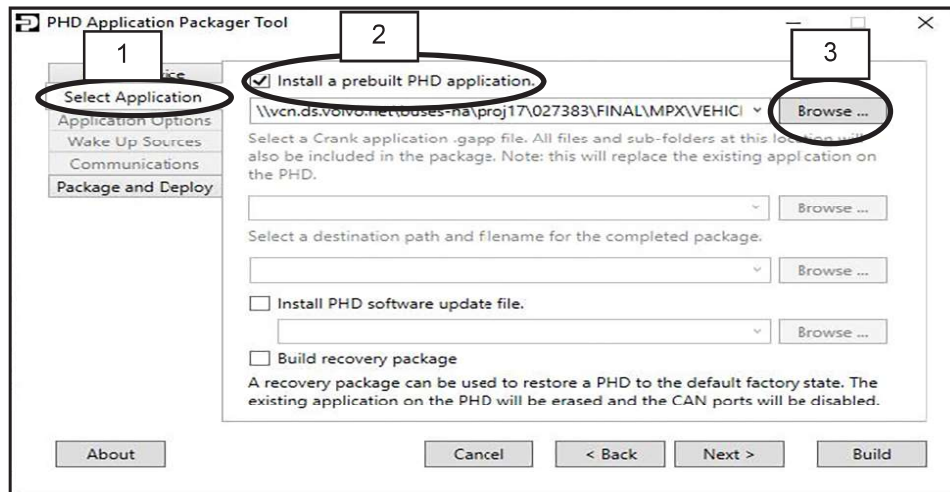 PHD Application Packager Tool
1
2
3
Select Application
Application Options
Wake Up Sources
Communications
Package and Deploy
Install a prebuilt PHD application.
\\vcn.ds.volvo.net\buses-na\proj17\027383\FINAL\MPX\VEHICI
Browse ...
Select a Crank application .gapp file. All files and sub-folders at this location will
also be included in the package. Note: this will replace the existing application on
the PHD.
Browse ...
Select a destination path and filename for the completed package.
Browse ...
Install PHD software update file.
Browse ...
Build recovery package
A recovery package can be used to restore a PHD to the default factory state. The
existing application on the PHD will be erased and the CAN ports will be disabled.
About
Cancel
< Back
Next >
Build